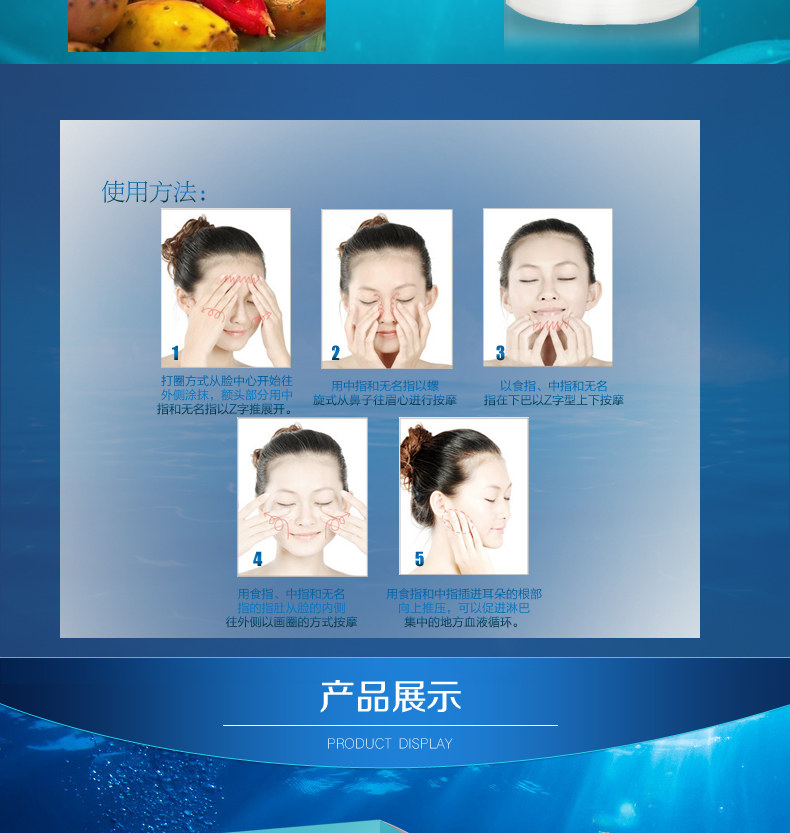 使用方法：
1
打圈方式从脸中心开始往
外侧涂抹，额头部分用中
指和无名指以Z字推展开。
2
用中指和无名指以螺
旋式从鼻子往眉心进行按摩
3
以食指、中指和无名
指在下巴以Z字型上下按摩
4
用食指、中指和无名
指的指肚从脸的内侧
往外侧以画圈的方式按摩
5
用食指和中指插进耳朵的根部
向上推压，可以促进淋巴
集中的地方血液循环。
产品展示
PRODUCT DISPLAY